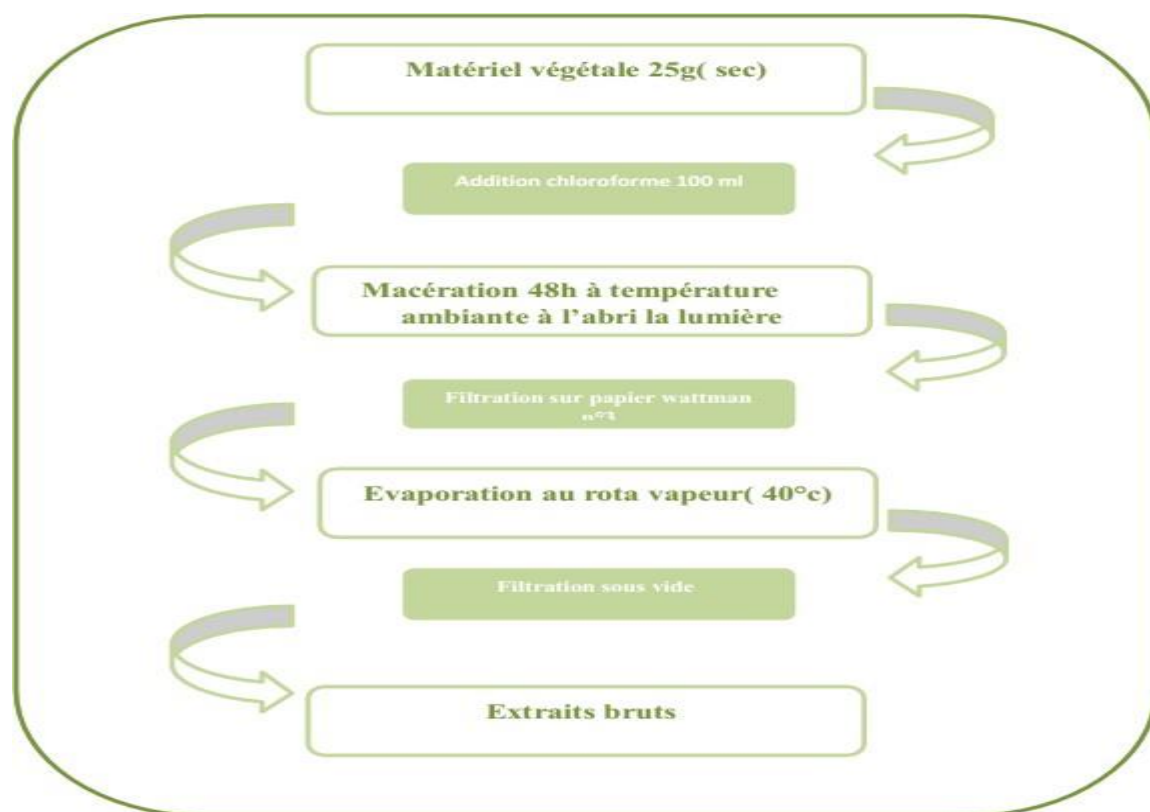 Matériel végétale 25g( sec)
Addition chloroforme 100 ml
Macération 48h à température
ambiante à l’abri la lumière
Filtration sur papier wattman
n°3
Evaporation au rota vapeur( 40°c)
Filtration sous vide
Extraits bruts